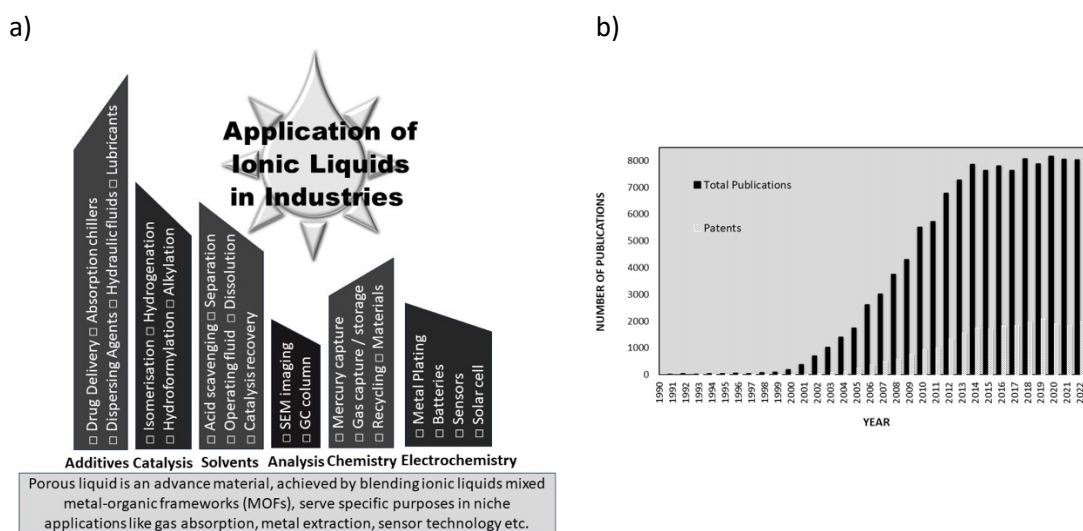 a)
Application of
Ionic Liquids
in Industries
□ Drug Delivery □ Absorption chillers
□ Dispersing Agents □ Hydraulic fluids □ Lubricants
□ Isomerisation □ Hydrogenation
□ Hydroformylation □ Alkylation
□ Acid scavenging □ Separation
□ Operating fluid □ Dissolution
□ Catalysis recovery
□ SEM imaging
□ GC column
□ Mercury capture
□ Gas capture / storage
□ Recycling □ Materials
□ Metal Plating
□ Batteries
□ Sensors
□ Solar cell
Additives Catalysis Solvents Analysis Chemistry Electrochemistry
Porous liquid is an advance material, achieved by blending ionic liquids mixed
metal-organic frameworks (MOFs), serve specific purposes in niche
applications like gas absorption, metal extraction, sensor technology etc.
b)
NUMBER OF PUBLICATIONS
8000
7000
6000
5000
4000
3000
2000
1000
0
Total Publications
Patents
1990
1991
1992
1993
1994
1995
1996
1997
1998
1999
2000
2001
2002
2003
2004
2005
2006
2007
2008
2009
2010
2011
2012
2013
2014
2015
2016
2017
2018
2019
2020
2021
2022
YEAR